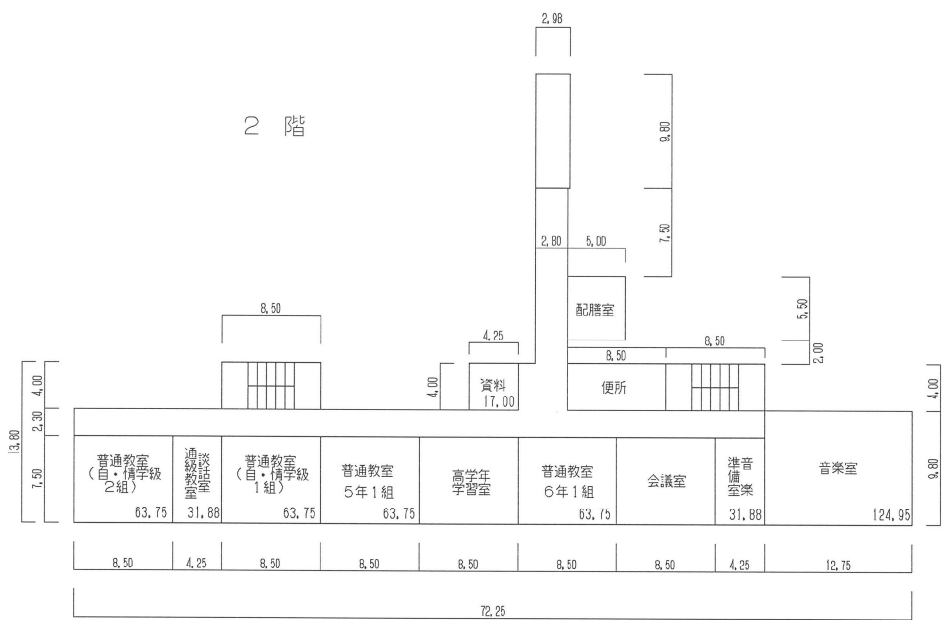 2,98
2 階
9,80
7,50
2,80
5,00
配膳室
5,50
2,00
8,50
4,25
8,50
8,50
資料
17.00
便所
4,00
4,00
4,00
13,80
2,30
7,50
9,80
普通教室
(自・情学級
2組)
63.75
通級教室
談話室
31.88
普通教室
(自・情学級
1組)
63.75
普通教室
5年1組
63.75
高学年
学習室
普通教室
6年1組
63.75
会議室
準備室
音楽
31.88
音楽室
124.95
8,50
4,25
8,50
8,50
8,50
8,50
8,50
4,25
12,75
72,25